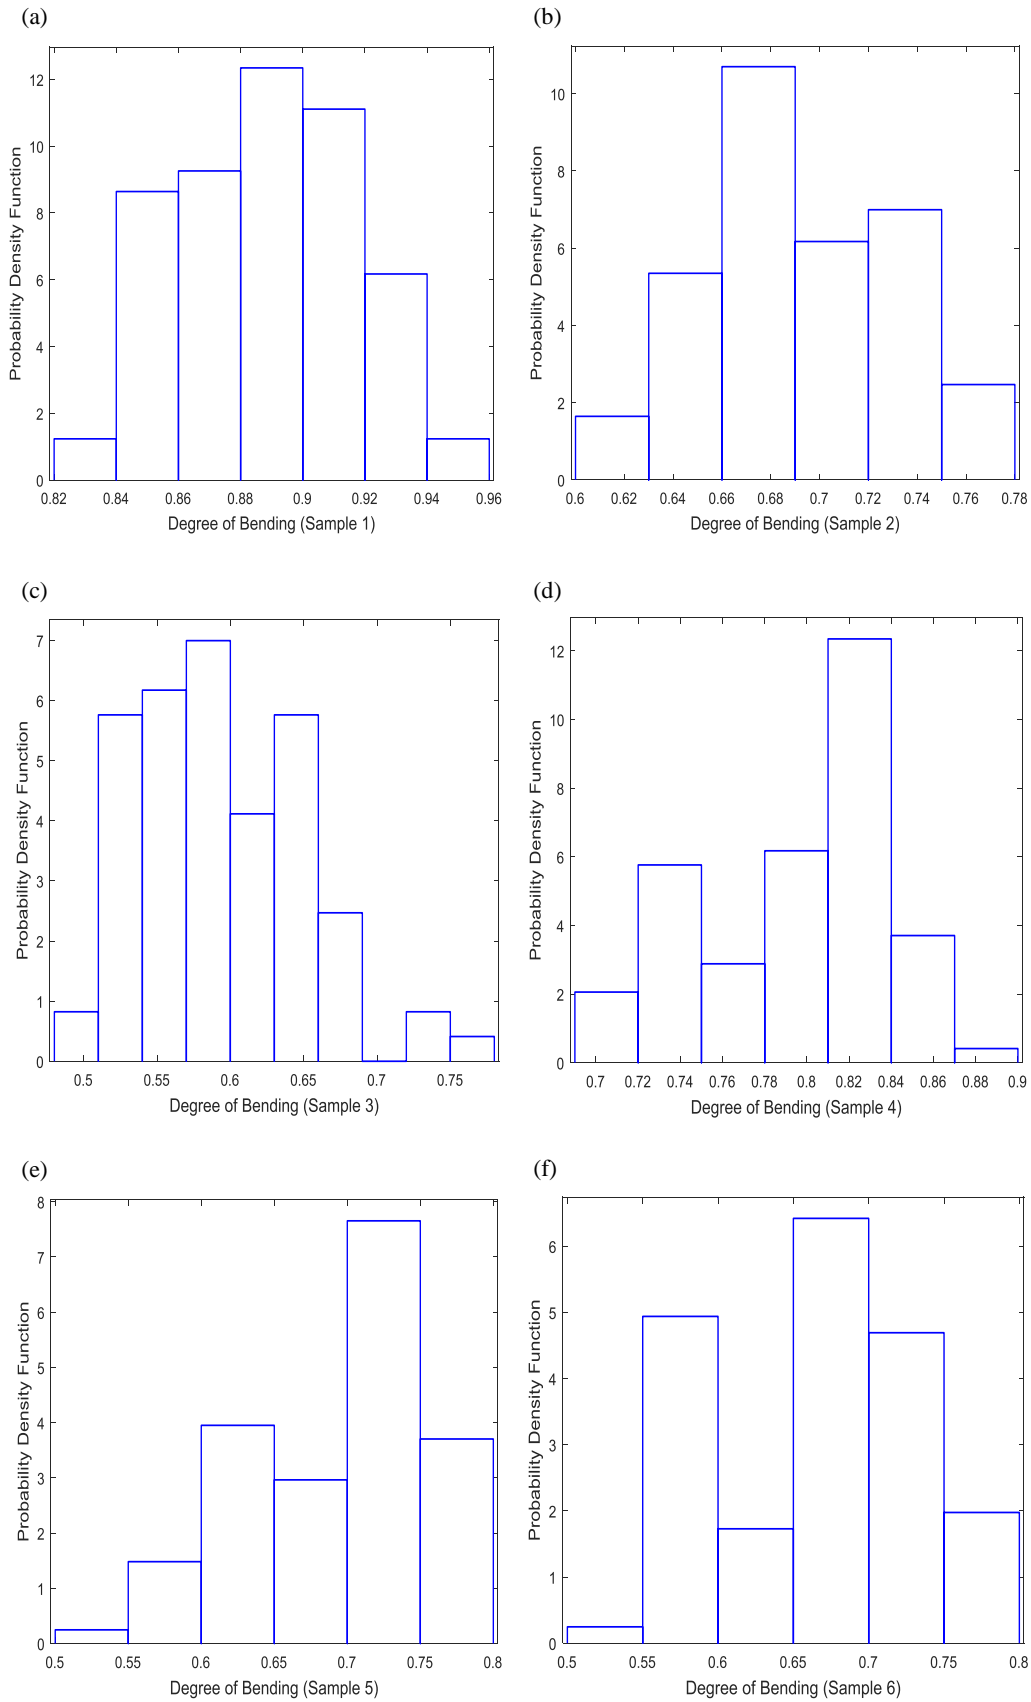 (a)
(b)
12
10
8
6
4
2
0
Probability Density Function
0.82 0.84 0.86 0.88 0.9 0.92 0.94 0.96
Degree of Bending (Sample 1)
10
8
6
4
2
0
Probability Density Function
0.6 0.62 0.64 0.66 0.68 0.7 0.72 0.74 0.76 0.78
Degree of Bending (Sample 2)
(c)
(d)
7
6
5
4
3
2
1
0
Probability Density Function
0.5 0.55 0.6 0.65 0.7 0.75
Degree of Bending (Sample 3)
12
10
8
6
4
2
0
Probability Density Function
0.7 0.72 0.74 0.76 0.78 0.8 0.82 0.84 0.86 0.88 0.9
Degree of Bending (Sample 4)
(e)
(f)
8
7
6
5
4
3
2
1
0
Probability Density Function
0.5 0.55 0.6 0.65 0.7 0.75 0.8
Degree of Bending (Sample 5)
6
5
4
3
2
1
0
Probability Density Function
0.5 0.55 0.6 0.65 0.7 0.75 0.8
Degree of Bending (Sample 6)